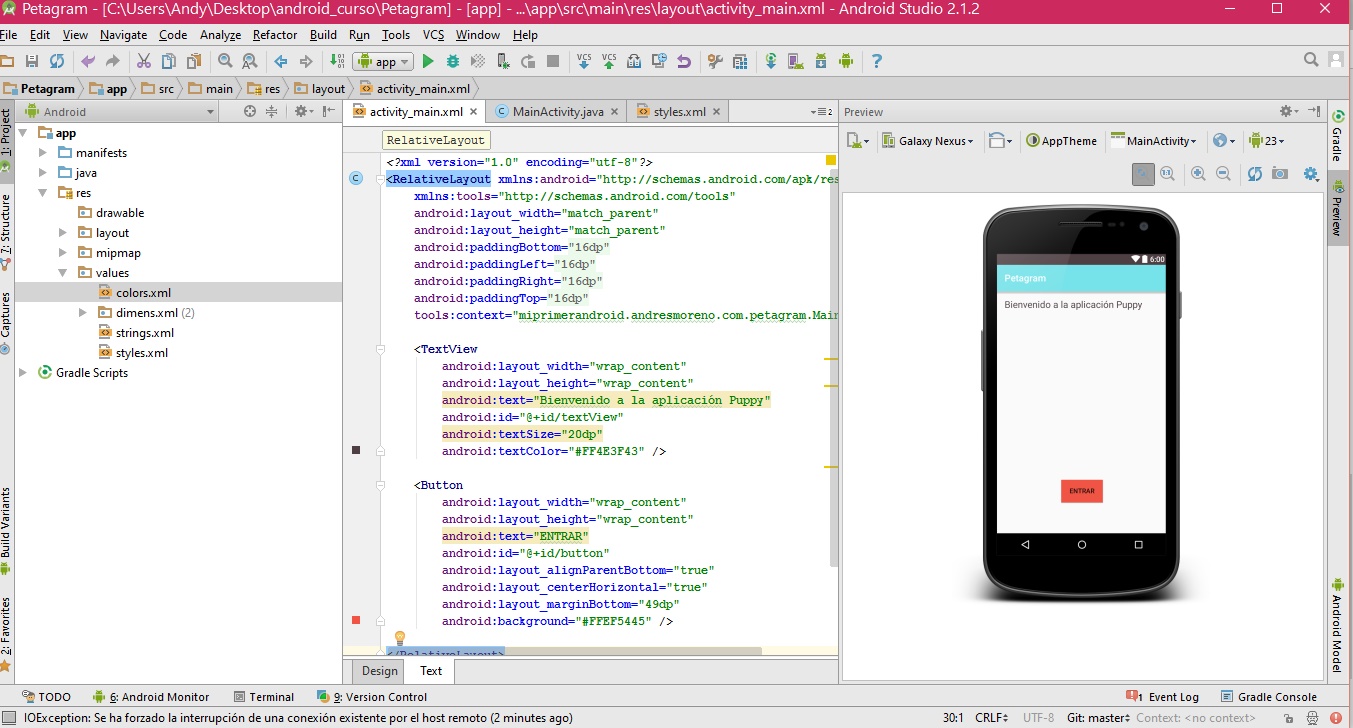 Petagram - [C:\Users\Andy\Desktop\android_curso\Petagram] - [app] - ...\app\src\main\res\layout\activity_main.xml - Android Studio 2.1.2
File Edit View Navigate Code Analyze Refactor Build Run Tools VCS Window Help
app VCS VCS ?
Petagram app src main res layout activity_main.xml
Android
activity_main.xml MainActivity.java styles.xml 2
Preview
1: Project
7: Structure
Captures
Build Variants
2: Favorites
app
manifests
java
res
drawable
layout
mipmap
values
colors.xml
dimens.xml (2)
strings.xml
styles.xml
Gradle Scripts
RelativeLayout
<?xml version="1.0" encoding="utf-8"?>
<RelativeLayout xmlns:android="http://schemas.android.com/apk/res
xmlns:tools="http://schemas.android.com/tools"
android:layout_width="match_parent"
android:layout_height="match_parent"
android:paddingBottom="16dp"
android:paddingLeft="16dp"
android:paddingRight="16dp"
android:paddingTop="16dp"
tools:context="miprimerandroid.andresmoreno.com.petagram.Main
<TextView
android:layout_width="wrap_content"
android:layout_height="wrap_content"
android:text="Bienvenido a la aplicación Puppy"
android:id="@+id/textView"
android:textSize="20dp"
android:textColor="#FF4E3F43" />
<Button
android:layout_width="wrap_content"
android:layout_height="wrap_content"
android:text="ENTRAR"
android:id="@+id/button"
android:layout_alignParentBottom="true"
android:layout_centerHorizontal="true"
android:layout_marginBottom="49dp"
android:background="#FFEF5445" />
</RelativeLayout>
Design Text
Galaxy Nexus AppTheme MainActivity 23
6:00
Petagram
Bienvenido a la aplicación Puppy
ENTRAR
Gradle
Preview
Android Model
TODO 6: Android Monitor Terminal 9: Version Control 1 Event Log Gradle Console
IOException: Se ha forzado la interrupción de una conexión existente por el host remoto (2 minutes ago) 30:1 CRLF UTF-8 Git: master Context: <no context>